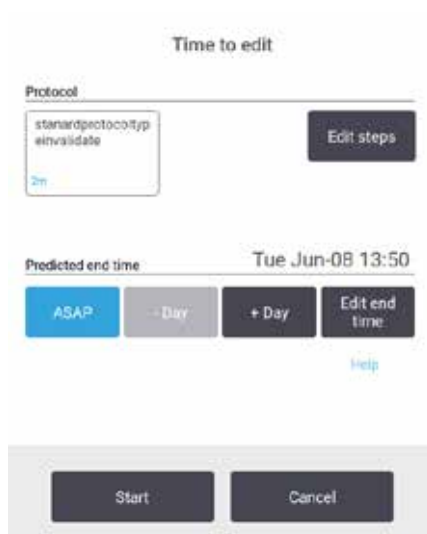 Time to edit
Protocol
stanardprotocoltyp
einvalidate
Edit steps
2m
Predicted end time
Tue Jun-08 13:50
ASAP
- Day
+ Day
Edit end
time
Help
Start
Cancel